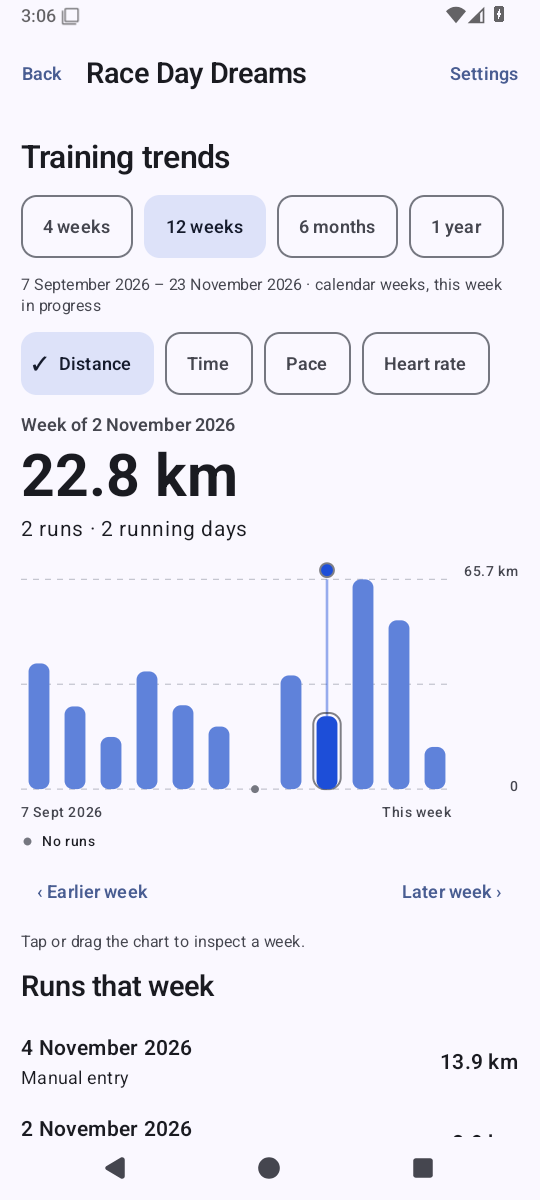 3:06
Back
Race Day Dreams
Settings
Training trends
4 weeks
12 weeks
6 months
1 year
7 September 2026 – 23 November 2026 · calendar weeks, this week
in progress
✓ Distance
Time
Pace
Heart rate
Week of 2 November 2026
22.8 km
2 runs · 2 running days
65.7 km
0
7 Sept 2026
This week
No runs
‹ Earlier week
Later week ›
Tap or drag the chart to inspect a week.
Runs that week
4 November 2026
13.9 km
Manual entry
2 November 2026